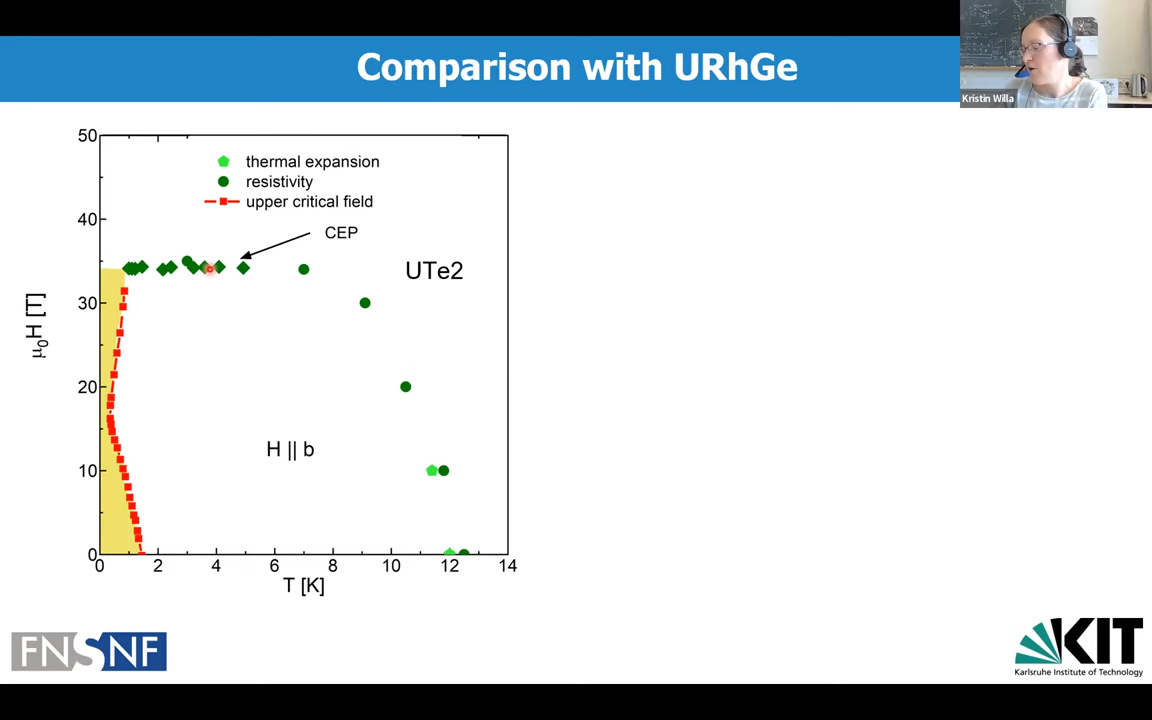 Comparison with URhGe
Kristin Willa
50
40
30
20
10
0
μ0H [T]
thermal expansion
resistivity
upper critical field
CEP
UTe2
H || b
0 2 4 6 8 10 12 14
T [K]
FNSNF
KIT
Karlsruhe Institute of Technology